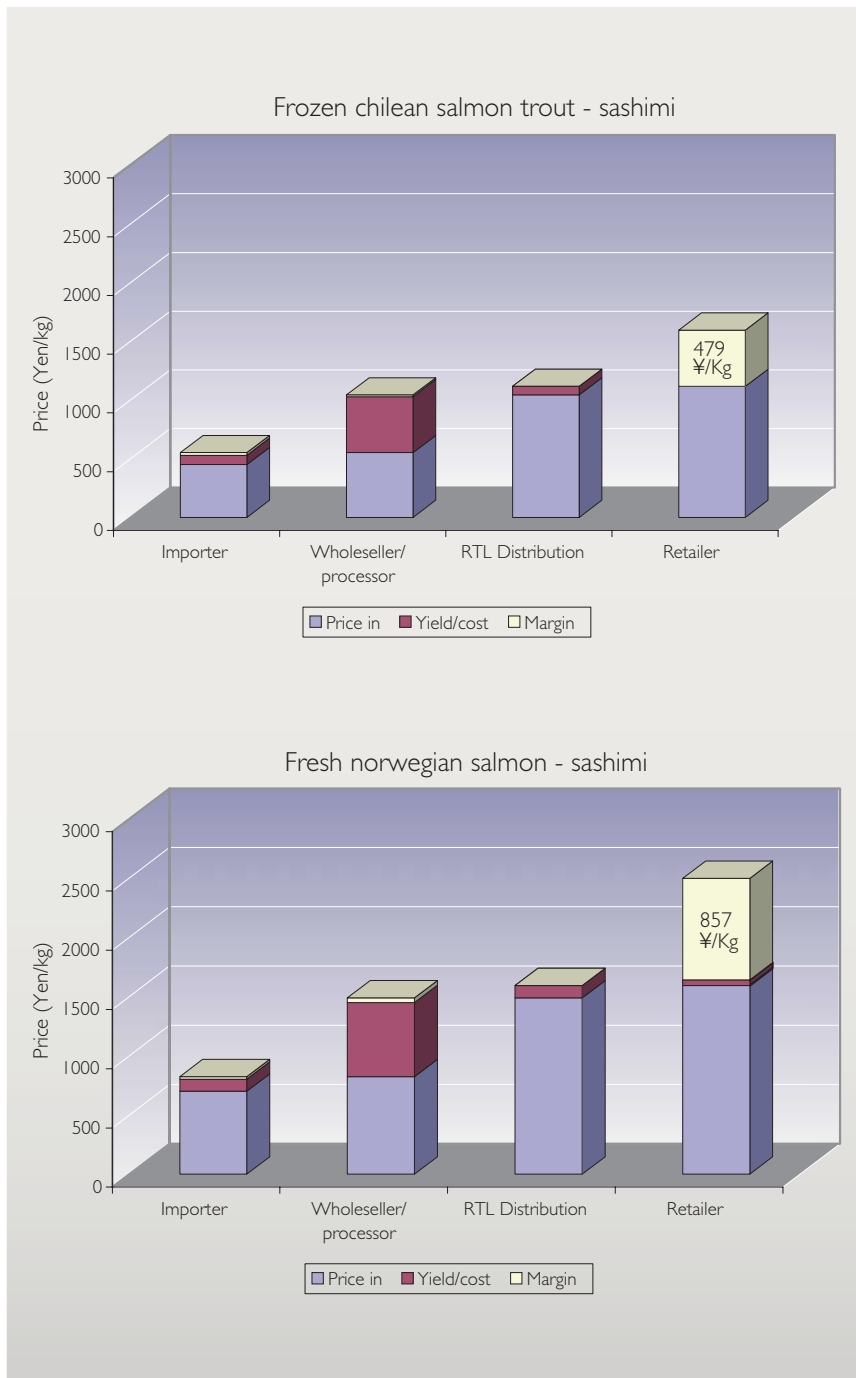 Frozen chilean salmon trout - sashimi
3000
2500
2000
1500
1000
500
0
Price (Yen/kg)
479
¥/Kg
Importer
Wholeseller/
processor
RTL Distribution
Retailer
Price in
Yield/cost
Margin
Fresh norwegian salmon - sashimi
3000
2500
2000
1500
1000
500
0
Price (Yen/kg)
857
¥/Kg
Importer
Wholeseller/
processor
RTL Distribution
Retailer
Price in
Yield/cost
Margin